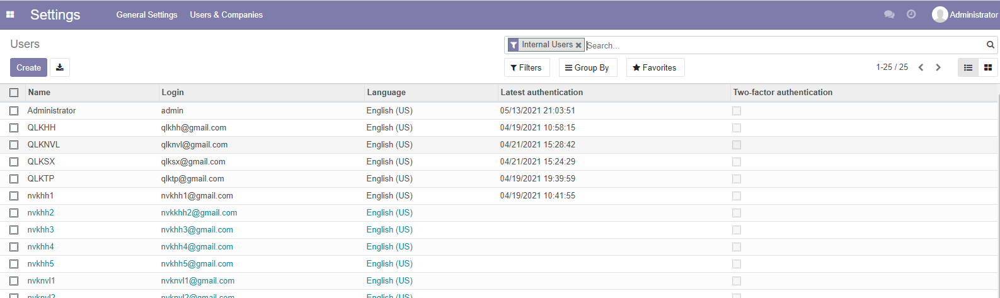 Settings General Settings Users & Companies Administrator
Users Internal Users Search...
Create Filters Group By Favorites 1-25 / 25
Name Login Language Latest authentication Two-factor authentication
Administrator admin English (US) 05/13/2021 21:03:51
QLKHH qlkhh@gmail.com English (US) 04/19/2021 10:58:15
QLKNVL qlknvl@gmail.com English (US) 04/21/2021 15:28:42
QLKSX qlksx@gmail.com English (US) 04/21/2021 15:24:29
QLKTP qlktp@gmail.com English (US) 04/19/2021 19:39:59
nvkhh1 nvkhh1@gmail.com English (US) 04/19/2021 10:41:55
nvkhh2 nvkkhh2@gmail.com English (US)
nvkhh3 nvkhh3@gmail.com English (US)
nvkhh4 nvkhh4@gmail.com English (US)
nvkhh5 nvkhh5@gmail.com English (US)
nvknvl1 nvknvl1@gmail.com English (US)
nvknvl2 nvknvl2@gmail.com English (US)